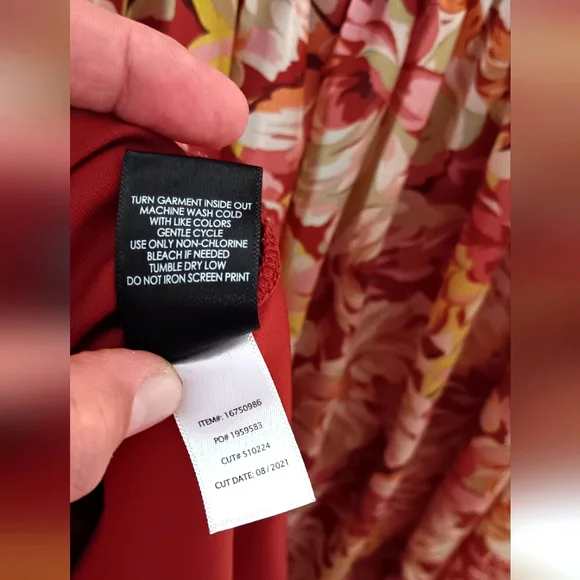 TURN GARMENT INSIDE OUT
MACHINE WASH COLD
WITH LIKE COLORS
GENTLE CYCLE
USE ONLY NON-CHLORINE
BLEACH IF NEEDED
TUMBLE DRY LOW
DO NOT IRON SCREEN PRINT
ITEM#: 16750986
PO# 1959583
CUT# 510224
CUT DATE: 08/2021